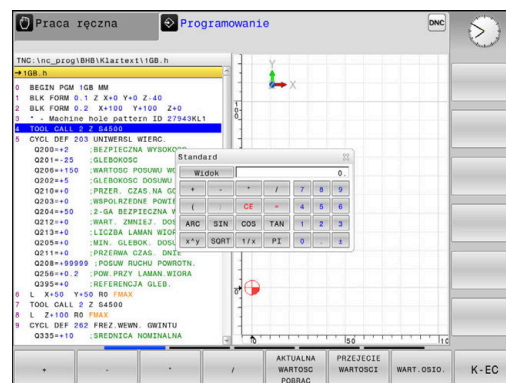 Praca ręczna
Programowanie
DNC
TNC:\nc_prog\BHB\Klartext\1GB.h
→1GB.h
0 BEGIN PGM 1GB MM
1 BLK FORM 0.1 Z X+0 Y+0 Z-40
2 BLK FORM 0.2 X+100 Y+100 Z+0
3 * - Machine hole pattern ID 27943KL1
4 TOOL CALL 2 Z S4500
5 CYCL DEF 203 UNIWERSL WIERC.
Q200=+2 ;BEZPIECZNA WYSOKOSC
Q201=-25 ;GLEBOKOSC
Q206=+150 ;WARTOSC POSUWU WG
Q202=+5 ;GLEBOKOSC DOSUWU
Q210=+0 ;PRZER. CZAS.NA GO
Q203=+0 ;WSPOLRZEDNE POWIE
Q204=+50 ;2-GA BEZPIECZNA W
Q212=+0 ;WART. ZMNIEJ. DOS
Q213=+0 ;LICZBA LAMAN WIOR
Q205=+0 ;MIN. GLEBOK. DOSU
Q211=+0 ;PRZERWA CZAS. DNIE
Q208=+99999 ;POSUW RUCHU POWROTN.
Q256=+0.2 ;POW.PRZY LAMAN.WIORA
Q395=+0 ;REFERENCJA GLEB.
6 L X+50 Y+50 R0 FMAX
7 TOOL CALL 2 Z S4500
8 L Z+100 R0 FMAX
9 CYCL DEF 262 FREZ.WEWN. GWINTU
Q335=+10 ;SREDNICA NOMINALNA
Y
X
Standard
Widok 0.
+ - * / 7 8 9
( ) CE = 4 5 6
ARC SIN COS TAN 1 2 3
x^y SQRT 1/x PI 0 . ±
0 50
+ - * / AKTUALNA WARTOSC POBRAC PRZEJECIE WARTOSCI WART.OSIO. K-EC